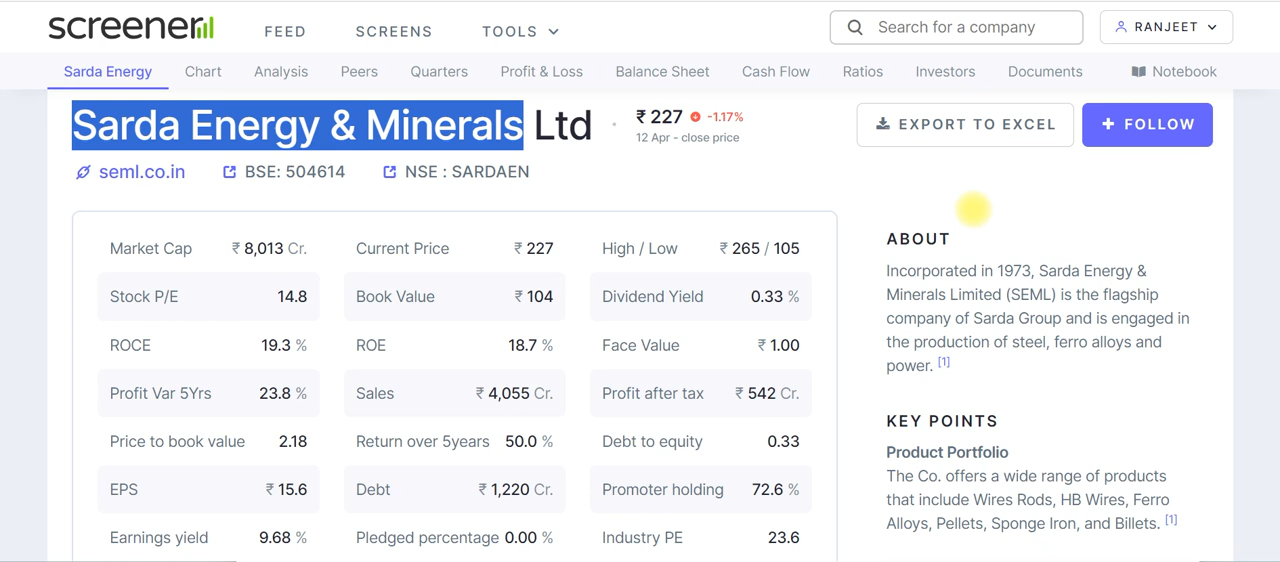 screener
FEED SCREENS TOOLS
Search for a company
RANJEET
Sarda Energy Chart Analysis Peers Quarters Profit & Loss Balance Sheet Cash Flow Ratios Investors Documents Notebook
Sarda Energy & Minerals Ltd
₹ 227 -1.17%
12 Apr - close price
EXPORT TO EXCEL
+ FOLLOW
seml.co.in BSE: 504614 NSE : SARDAEN
Market Cap ₹ 8,013 Cr. Current Price ₹ 227 High / Low ₹ 265 / 105
Stock P/E 14.8 Book Value ₹ 104 Dividend Yield 0.33 %
ROCE 19.3 % ROE 18.7 % Face Value ₹ 1.00
Profit Var 5Yrs 23.8 % Sales ₹ 4,055 Cr. Profit after tax ₹ 542 Cr.
Price to book value 2.18 Return over 5years 50.0 % Debt to equity 0.33
EPS ₹ 15.6 Debt ₹ 1,220 Cr. Promoter holding 72.6 %
Earnings yield 9.68 % Pledged percentage 0.00 % Industry PE 23.6
ABOUT
Incorporated in 1973, Sarda Energy &
Minerals Limited (SEML) is the flagship
company of Sarda Group and is engaged in
the production of steel, ferro alloys and
power. [1]
KEY POINTS
Product Portfolio
The Co. offers a wide range of products
that include Wires Rods, HB Wires, Ferro
Alloys, Pellets, Sponge Iron, and Billets. [1]